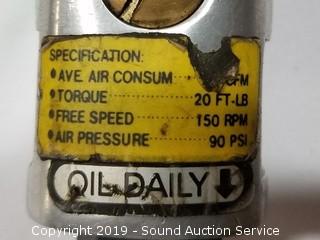 SPECIFICATION:
• AVE. AIR CONSUM CFM
• TORQUE 20 FT-LB
• FREE SPEED 150 RPM
• AIR PRESSURE 90 PSI
OIL DAILY
Copyright 2019 - Sound Auction Service